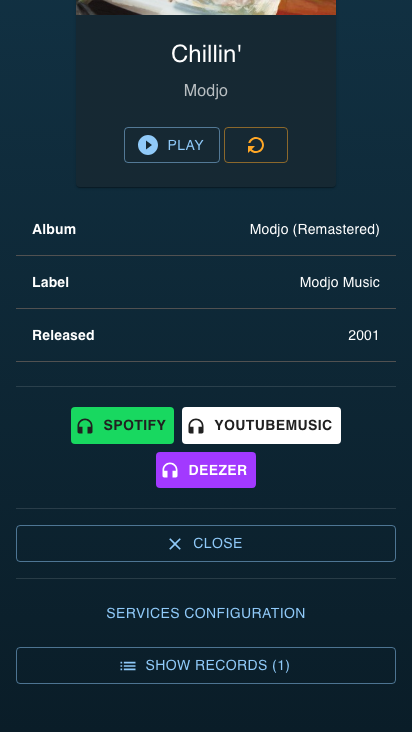 Chillin'
Modjo
PLAY
Album Modjo (Remastered)
Label Modjo Music
Released 2001
SPOTIFY YOUTUBEMUSIC
DEEZER
CLOSE
SERVICES CONFIGURATION
SHOW RECORDS (1)